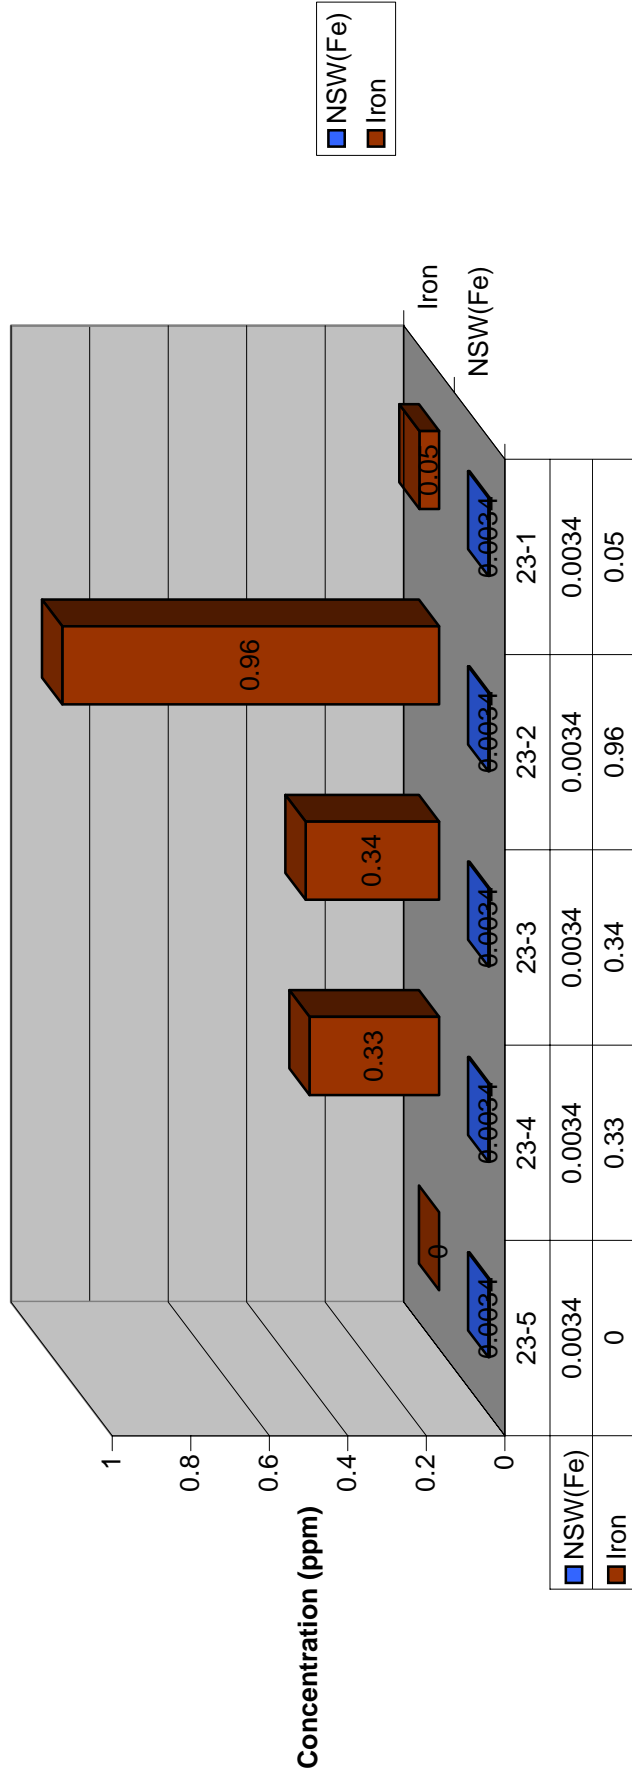 Concentration (ppm)
1
0.8
0.6
0.4
0.2
0
0
0.33
0.34
0.96
0.05
0.0034
0.0034
0.0034
0.0034
0.0034
Iron
NSW(Fe)
23-5 23-4 23-3 23-2 23-1
NSW(Fe) 0.0034 0.0034 0.0034 0.0034 0.0034
Iron 0 0.33 0.34 0.96 0.05
NSW(Fe)
Iron